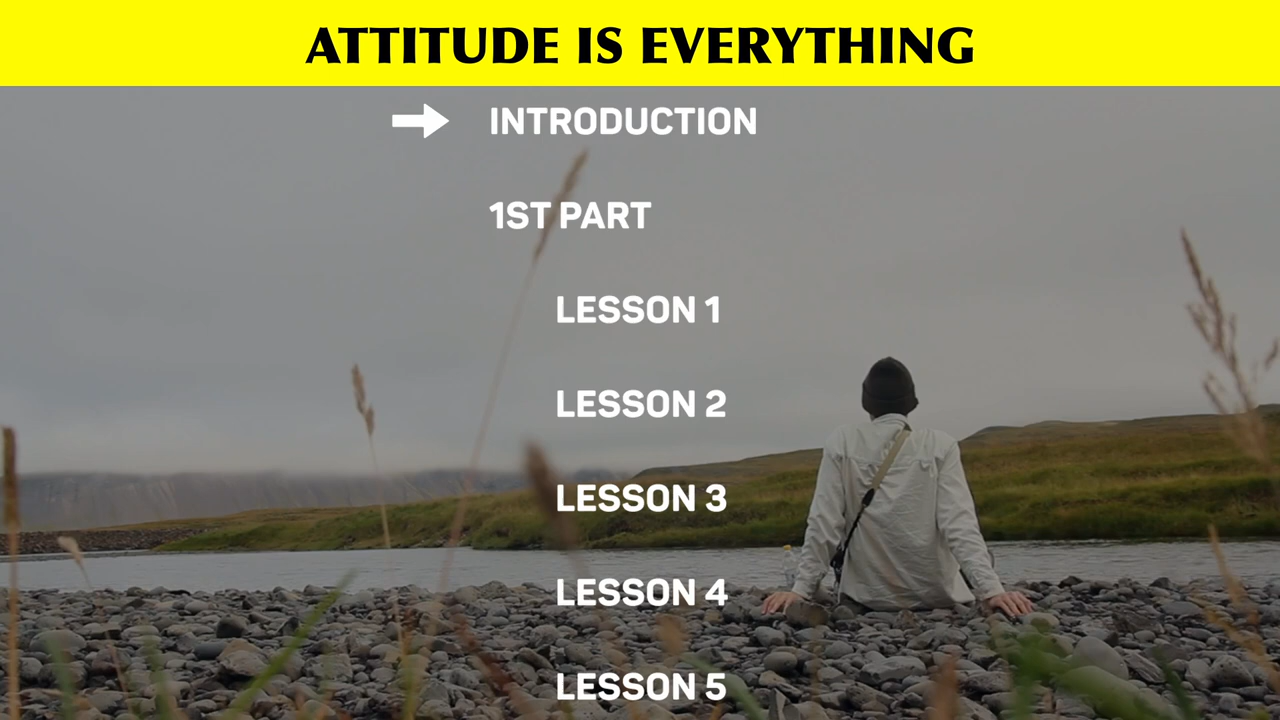 ATTITUDE IS EVERYTHING
INTRODUCTION
1ST PART
LESSON 1
LESSON 2
LESSON 3
LESSON 4
LESSON 5